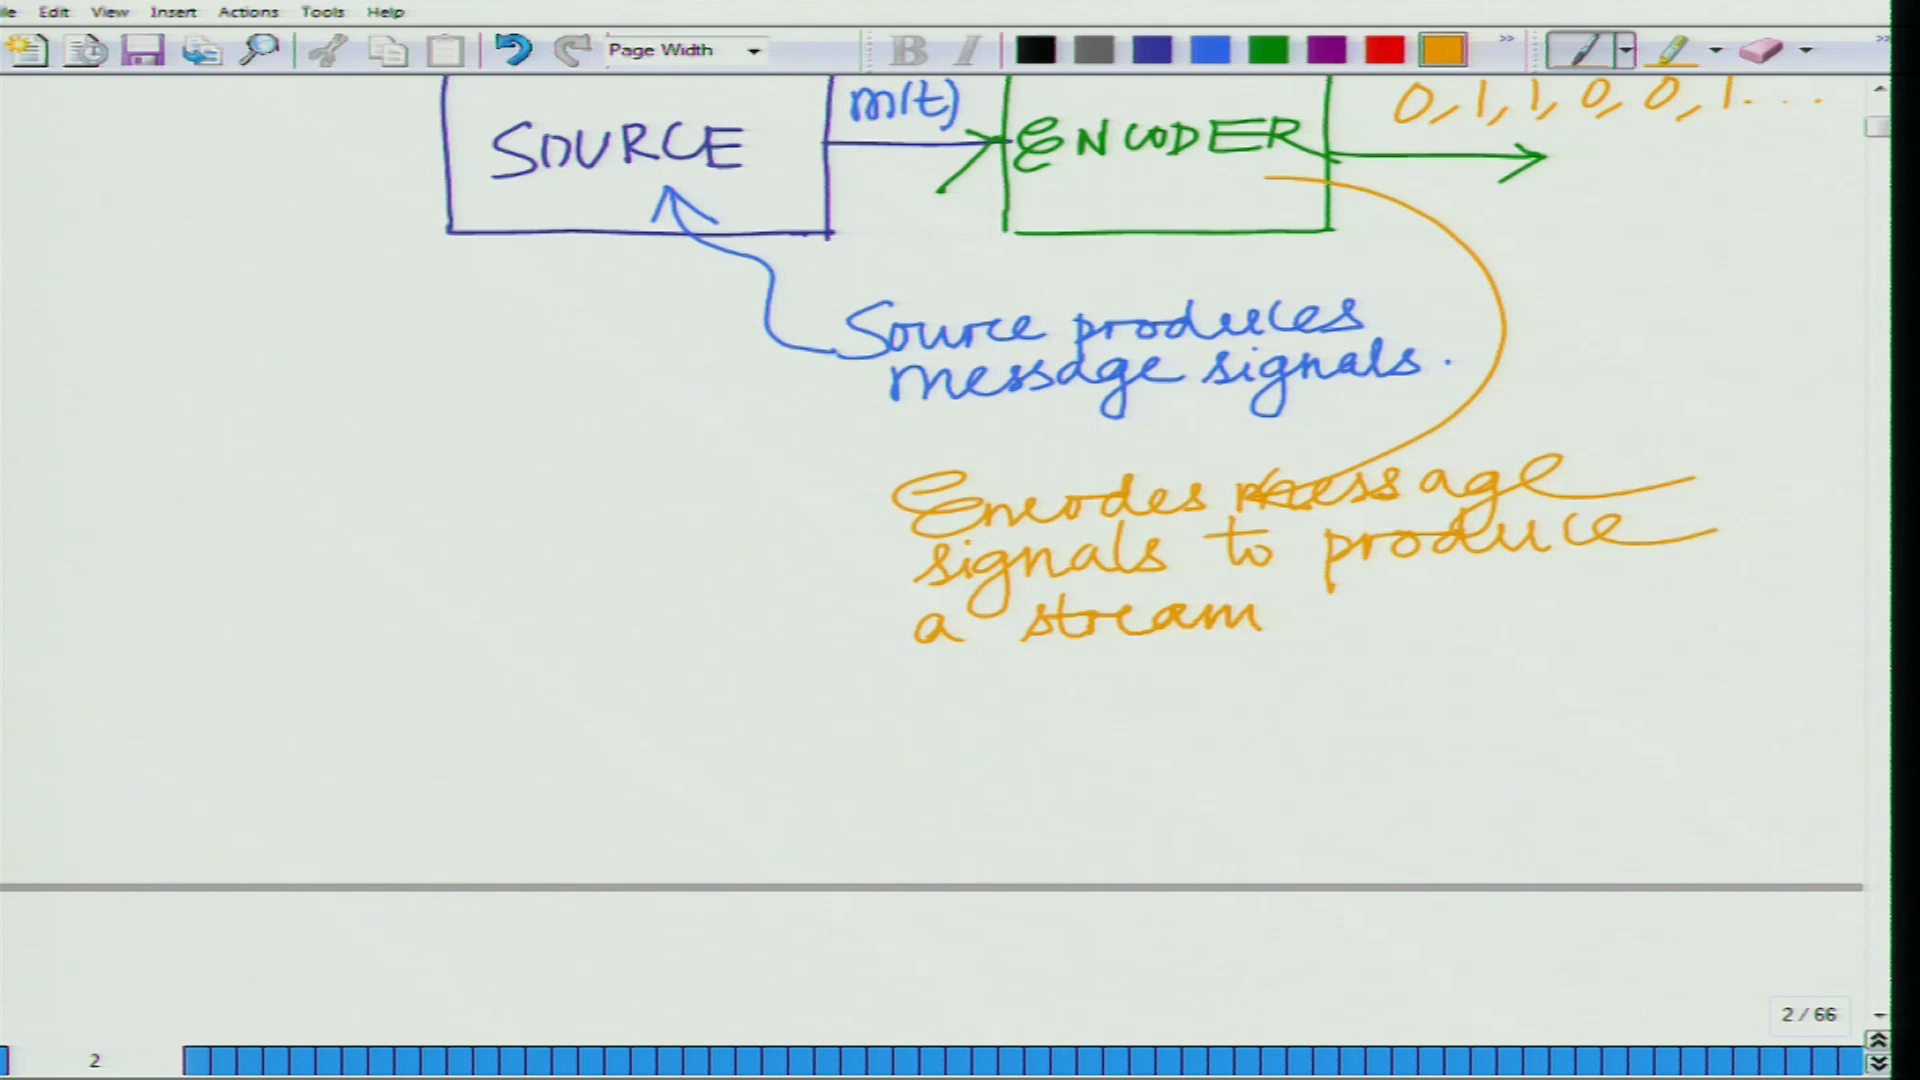 Edit View Insert Actions Tools Help
Page Width B I
m(t) 0, 1, 1, 0, 0, 1...
SOURCE ENCODER
Source produces
message signals.
Encodes message
signals to produce
a stream
2 / 66
2